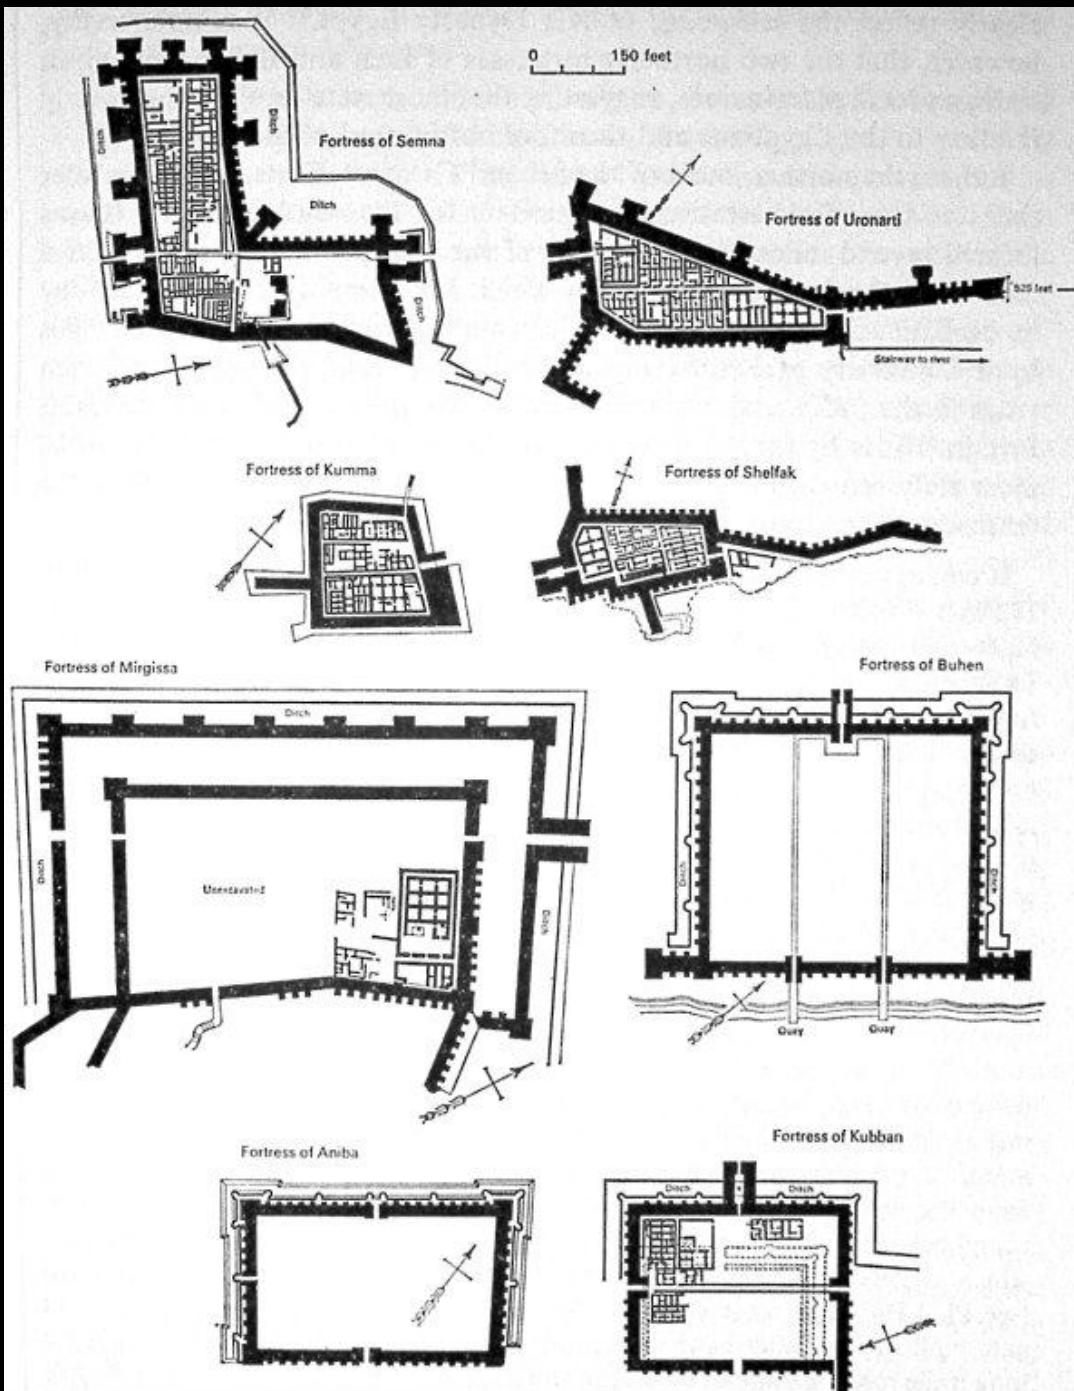 0 150 feet
Fortress of Semna
Ditch
Ditch
Ditch
Ditch
Fortress of Uronarti
525 feet
Stairway to river
Fortress of Kumma
Fortress of Shelfak
Fortress of Mirgissa
Ditch
Ditch
Unexcavated
Ditch
Fortress of Buhen
Ditch
Ditch
Quay Quay
Fortress of Aniba
Fortress of Kubban
Ditch Ditch